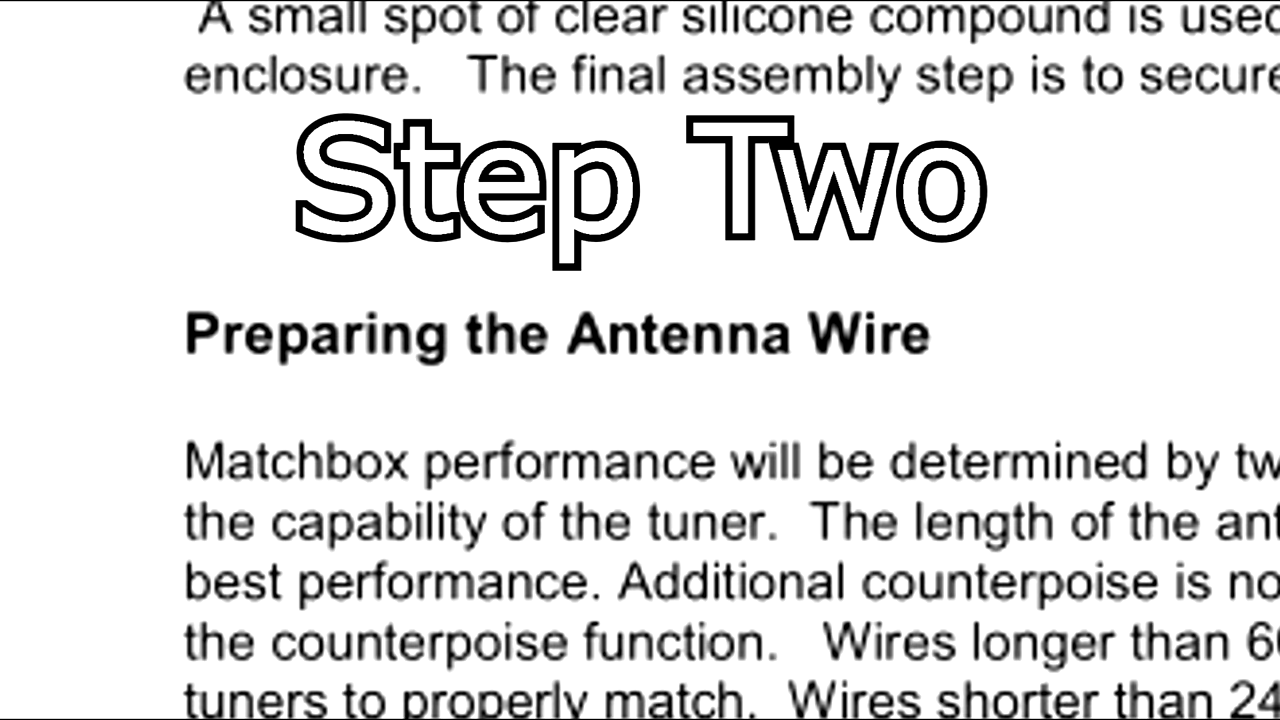 A small spot of clear silicone compound is used
enclosure. The final assembly step is to secure
Step Two
Preparing the Antenna Wire
Matchbox performance will be determined by tw
the capability of the tuner. The length of the ant
best performance. Additional counterpoise is no
the counterpoise function. Wires longer than 60
tuners to properly match. Wires shorter than 24